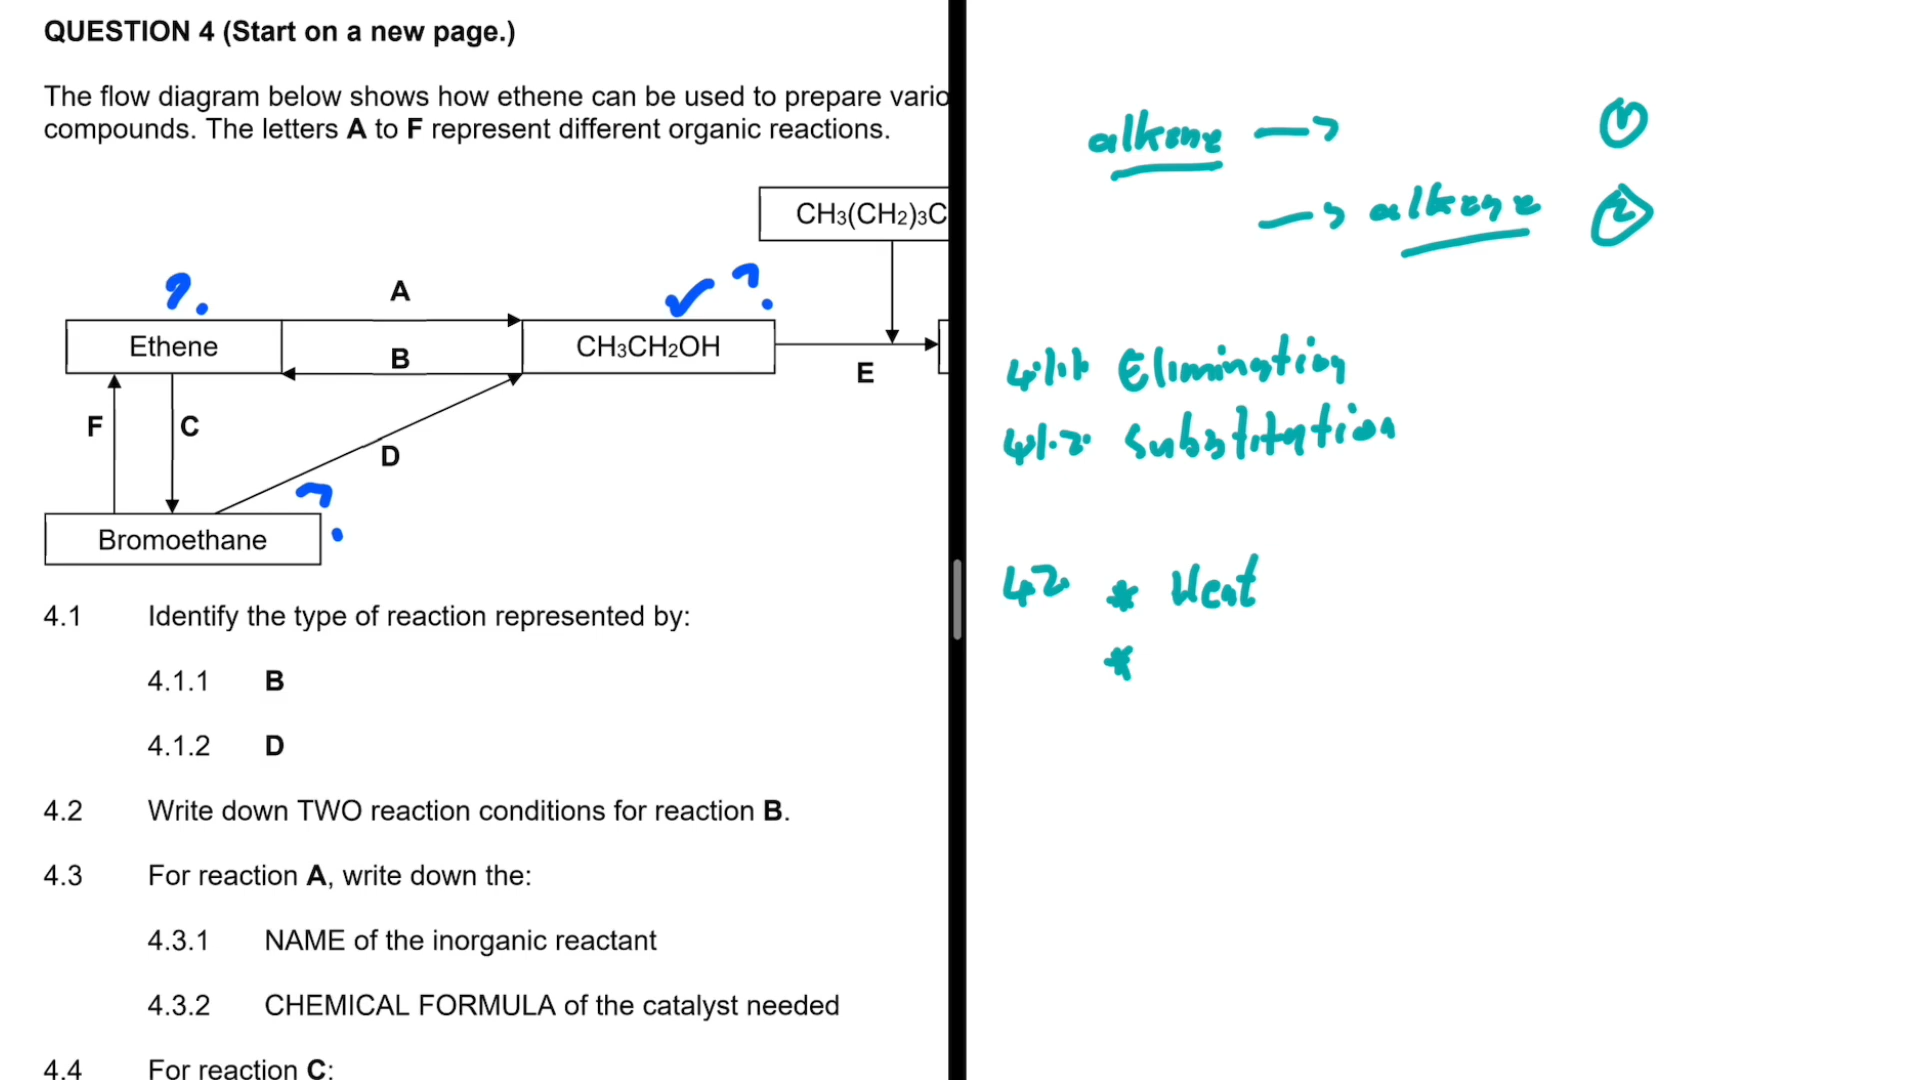 QUESTION 4 (Start on a new page.)
The flow diagram below shows how ethene can be used to prepare vario
compounds. The letters A to F represent different organic reactions.
CH3(CH2)3C
?.
A
✓ ?
Ethene
B
CH3CH2OH
E
F
C
D
?
Bromoethane
4.1 Identify the type of reaction represented by:
4.1.1 B
4.1.2 D
4.2 Write down TWO reaction conditions for reaction B.
4.3 For reaction A, write down the:
4.3.1 NAME of the inorganic reactant
4.3.2 CHEMICAL FORMULA of the catalyst needed
4.4 For reaction C:
alkene → ①
→ alkene ②
4.1.1 Elimination
4.1.2. Substitution
4.2. * Heat
*